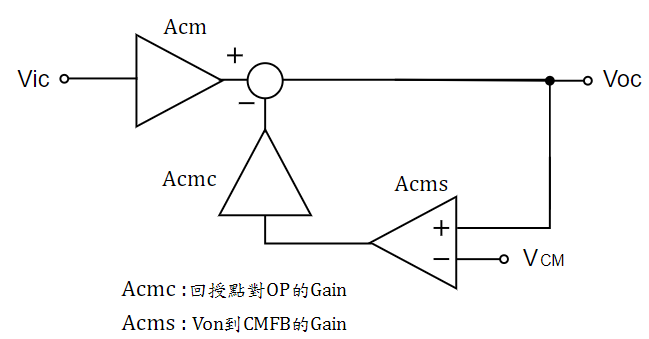 Acm
+
Vic
Voc
−
Acmc
Acms
+
−
VCM
Acmc : 回授點對OP的Gain
Acms : Von到CMFB的Gain